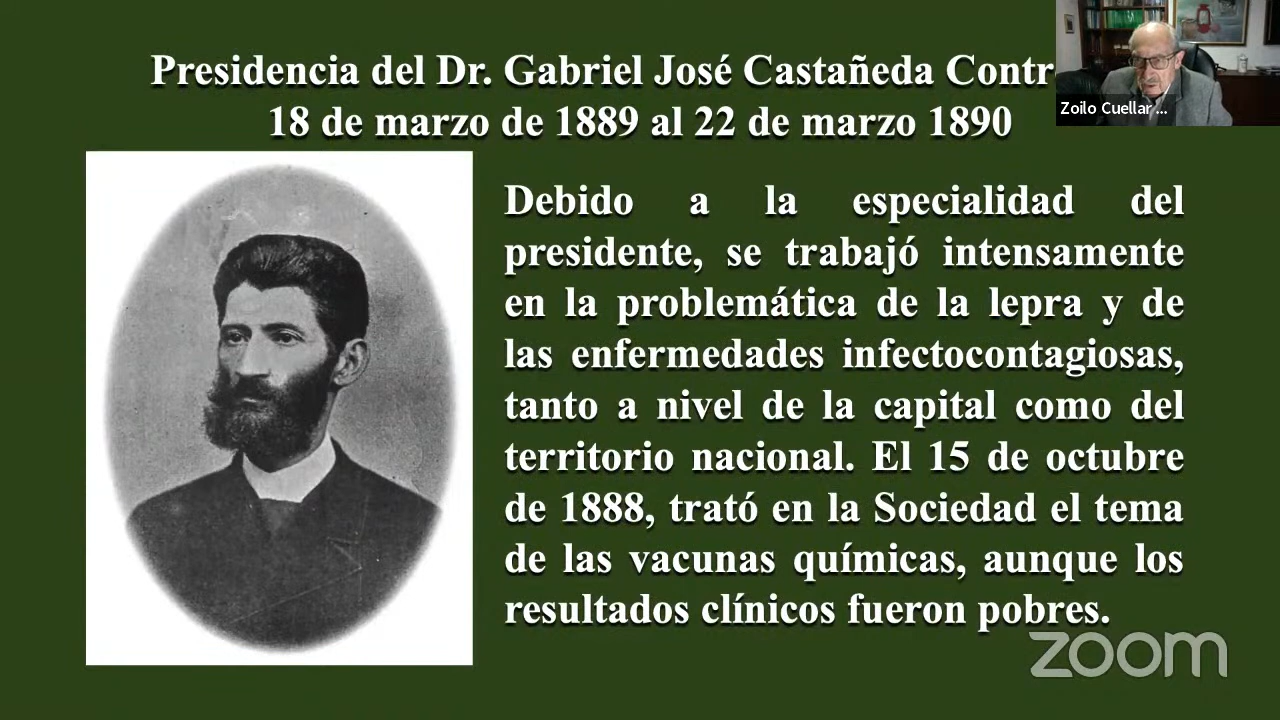 Presidencia del Dr. Gabriel José Castañeda Contr
18 de marzo de 1889 al 22 de marzo 1890
Zoilo Cuellar ...
Debido a la especialidad del
presidente, se trabajó intensamente
en la problemática de la lepra y de
las enfermedades infectocontagiosas,
tanto a nivel de la capital como del
territorio nacional. El 15 de octubre
de 1888, trató en la Sociedad el tema
de las vacunas químicas, aunque los
resultados clínicos fueron pobres.
zoom